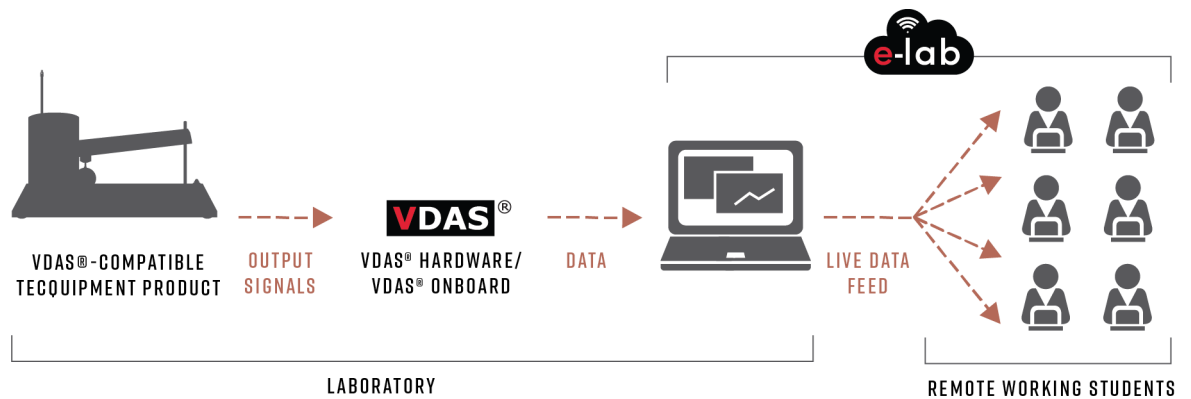 e-lab
VDAS®
VDAS®-COMPATIBLE
TECQUIPMENT PRODUCT
OUTPUT
SIGNALS
VDAS® HARDWARE/
VDAS® ONBOARD
DATA
LIVE DATA
FEED
LABORATORY
REMOTE WORKING STUDENTS